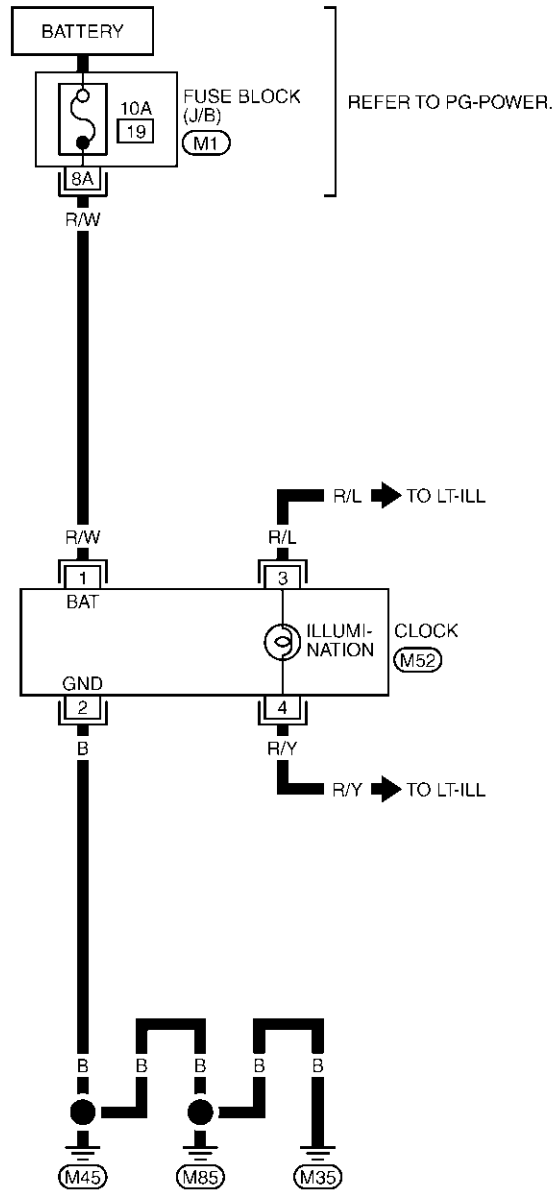 BATTERY
10A
19
FUSE BLOCK
(J/B)
M1
REFER TO PG-POWER.
8A
R/W
R/L TO LT-ILL
R/W
R/L
1
3
BAT
ILLUMI-
NATION
CLOCK
M52
GND
2
4
B
R/Y
R/Y TO LT-ILL
B B B B B
M45 M85 M35